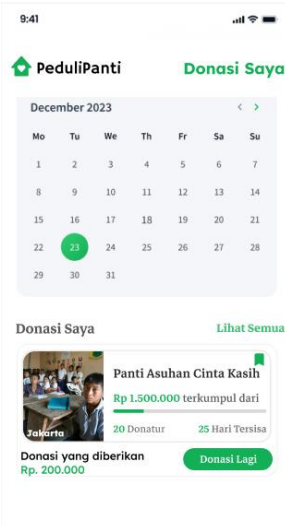 9:41
PeduliPanti Donasi Saya
December 2023 < >
Mo Tu We Th Fr Sa Su
1 2 3 4 5 6 7
8 9 10 11 12 13 14
15 16 17 18 19 20 21
22 23 24 25 26 27 28
29 30 31
Donasi Saya Lihat Semua
Panti Asuhan Cinta Kasih
Rp 1.500.000 terkumpul dari
Jakarta
20 Donatur 25 Hari Tersisa
Donasi yang diberikan
Rp. 200.000
Donasi Lagi